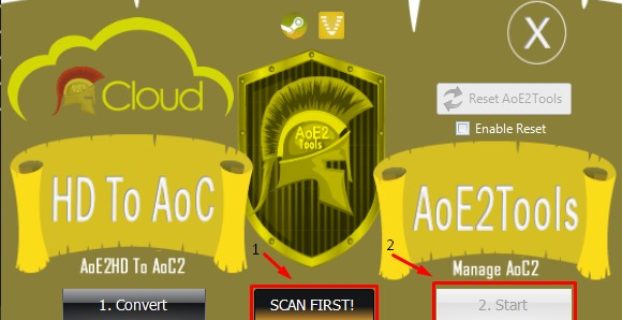 X
Cloud
Reset AoE2Tools
Enable Reset
AoE2
Tools
HD To AoC
AoE2Tools
AoE2HD To AoC2
1
2
Manage AoC2
1. Convert
SCAN FIRST!
2. Start